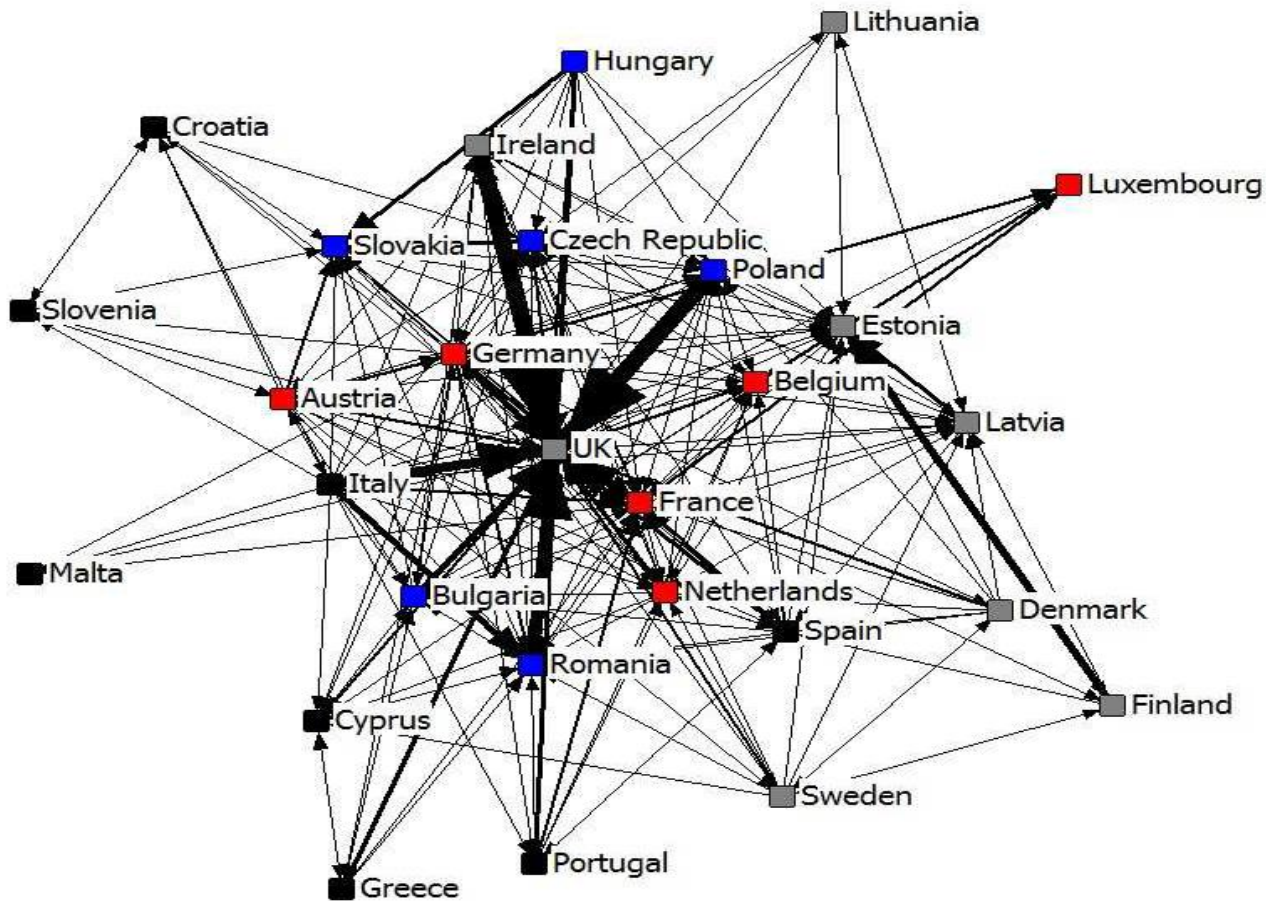 Lithuania
Hungary
Croatia
Ireland
Luxembourg
Slovakia
Czech Republic
Poland
Slovenia
Estonia
Germany
Belgium
Austria
Latvia
UK
Italy
France
Malta
Bulgaria
Netherlands
Denmark
Spain
Romania
Finland
Cyprus
Sweden
Portugal
Greece